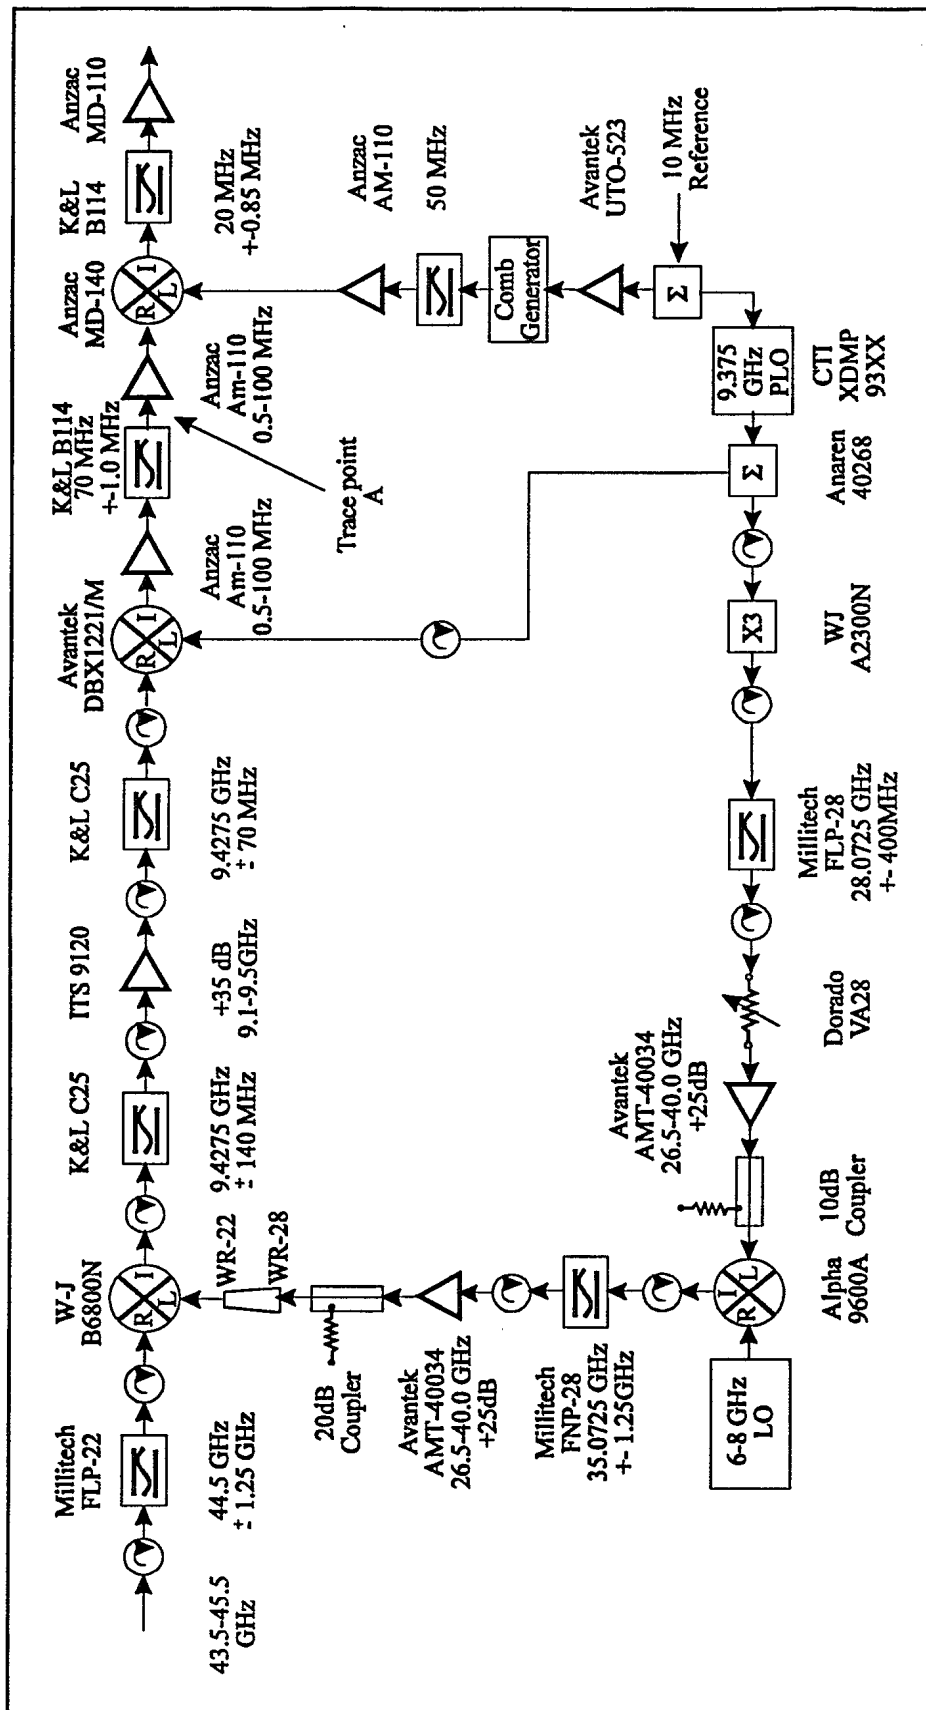 43.5-45.5
GHz
Millitech
FLP-22
44.5 GHz
± 1.25 GHz
W-J
B6800N
R
I
L
K&L C25
9.4275 GHz
± 140 MHz
ITS 9120
+35 dB
9.1-9.5GHz
K&L C25
9.4275 GHz
± 70 MHz
Avantek
DBX1221/M
R
I
L
Anzac
Am-110
0.5-100 MHz
K&L B114
70 MHz
+-1.0 MHz
Trace point
A
Anzac
Am-110
0.5-100 MHz
Anzac
MD-140
R
I
L
K&L
B114
20 MHz
+-0.85 MHz
Anzac
MD-110
Anzac
AM-110
50 MHz
Comb
Generator
Avantek
UTO-523
Σ
10 MHz
Reference
WR-22
WR-28
20dB
Coupler
Avantek
AMT-40034
26.5-40.0 GHz
+25dB
Millitech
FNP-28
35.0725 GHz
+- 1.25GHz
6-8 GHz
LO
I
R
L
Alpha
9600A
10dB
Coupler
Avantek
AMT-40034
26.5-40.0 GHz
+25dB
Dorado
VA28
Millitech
FLP-28
28.0725 GHz
+- 400MHz
X3
WJ
A2300N
Σ
Anaren
40268
9.375
GHz
PLO
CTI
XDMP
93XX